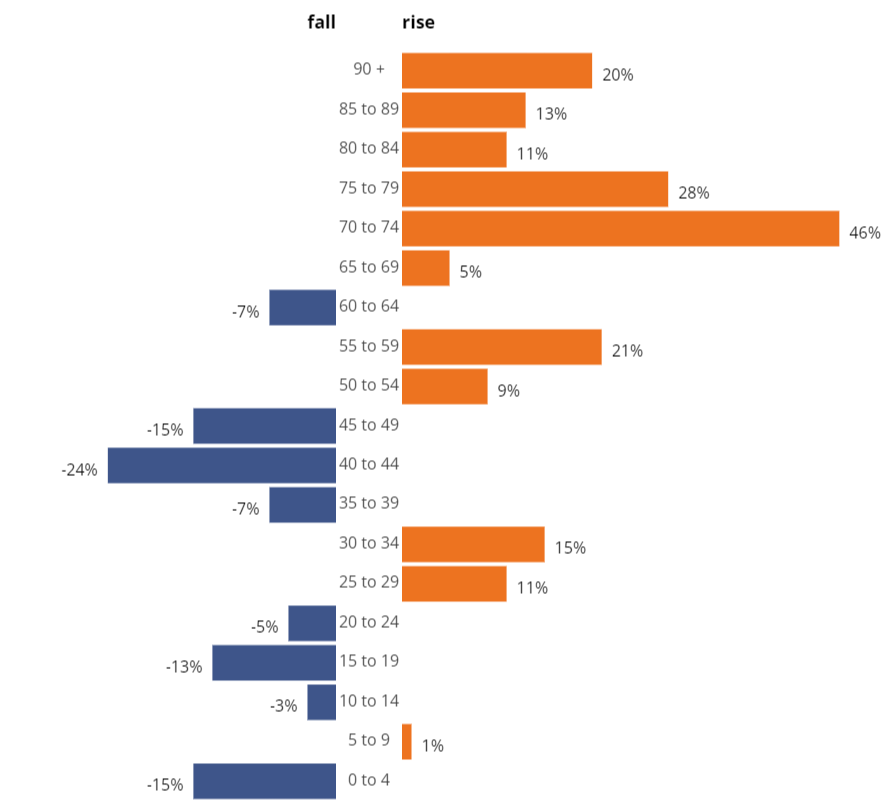 fall rise
90 + 20%
85 to 89 13%
80 to 84 11%
75 to 79 28%
70 to 74 46%
65 to 69 5%
-7% 60 to 64
55 to 59 21%
50 to 54 9%
-15% 45 to 49
-24% 40 to 44
-7% 35 to 39
30 to 34 15%
25 to 29 11%
-5% 20 to 24
-13% 15 to 19
-3% 10 to 14
5 to 9 1%
-15% 0 to 4